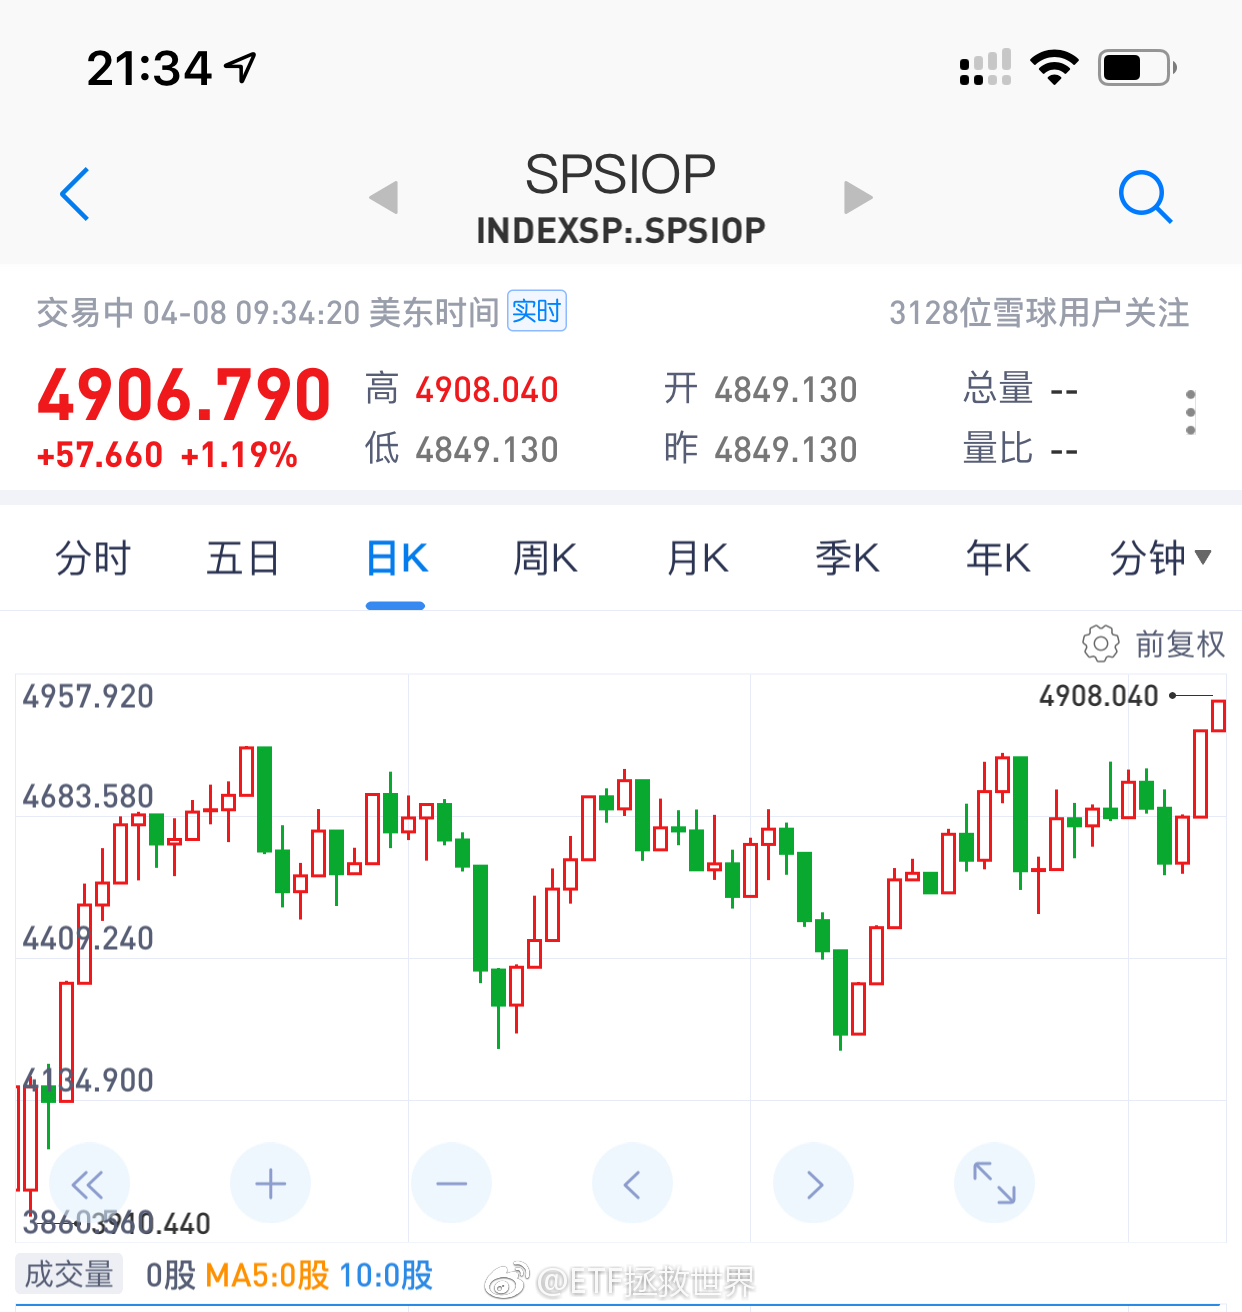 21:34
SPSIOP
INDEXSP:.SPSIOP
交易中 04-08 09:34:20 美东时间 实时 3128位雪球用户关注
4906.790 高 4908.040 开 4849.130 总量 --
+57.660 +1.19% 低 4849.130 昨 4849.130 量比 --
分时 五日 日K 周K 月K 季K 年K 分钟
前复权
4957.920 4908.040
4683.580
4409.240
4134.900
3860.560 3910.440
成交量 0股 MA5:0股 10:0股
@ETF拯救世界